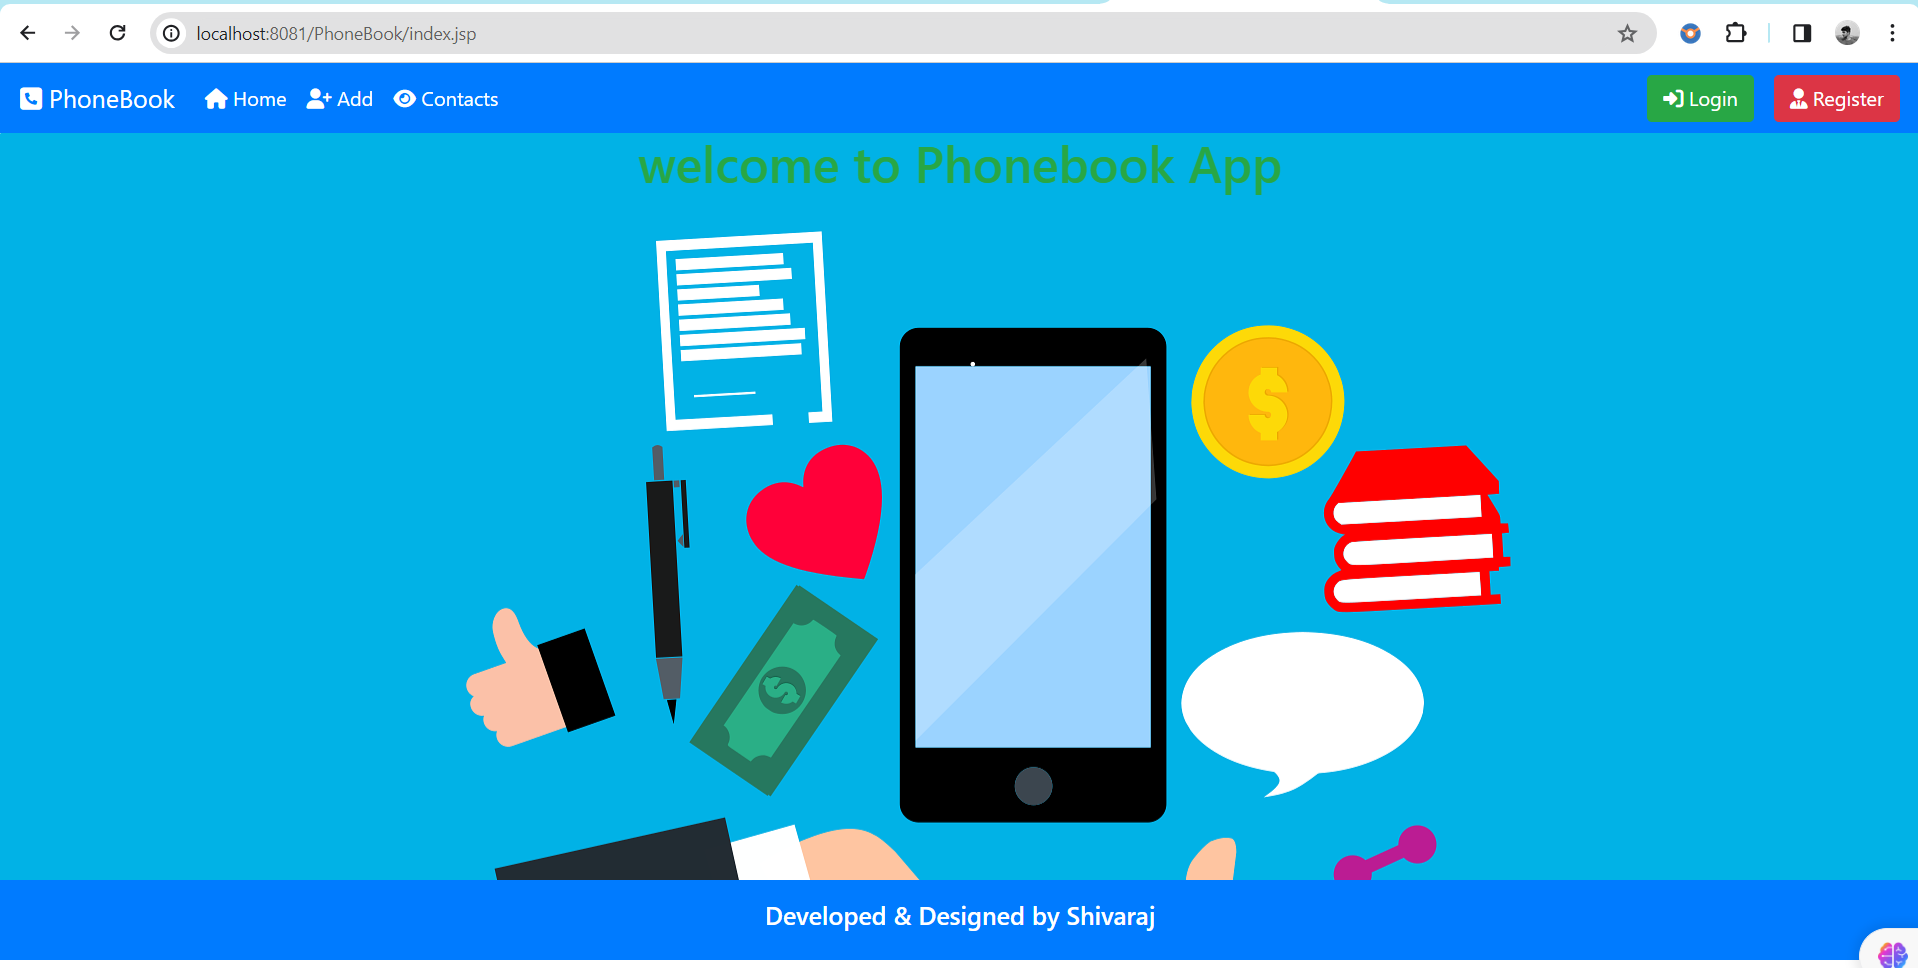 localhost:8081/PhoneBook/index.jsp
PhoneBook Home Add Contacts Login Register
welcome to Phonebook App
$
$
Developed & Designed by Shivaraj